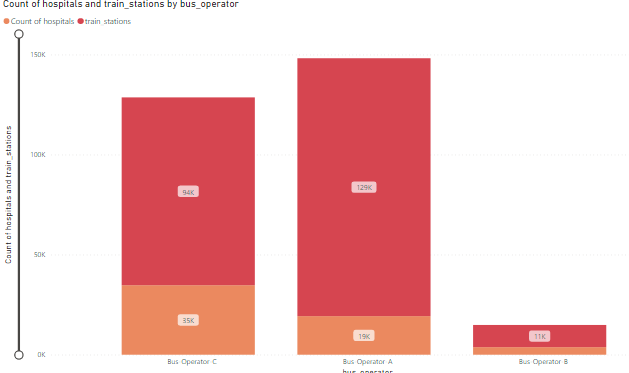 Count of hospitals and train_stations by bus_operator
Count of hospitals train_stations
Count of hospitals and train_stations
150K
100K
50K
0K
94K
35K
129K
19K
11K
Bus Operator C Bus Operator A Bus Operator B
bus_operator